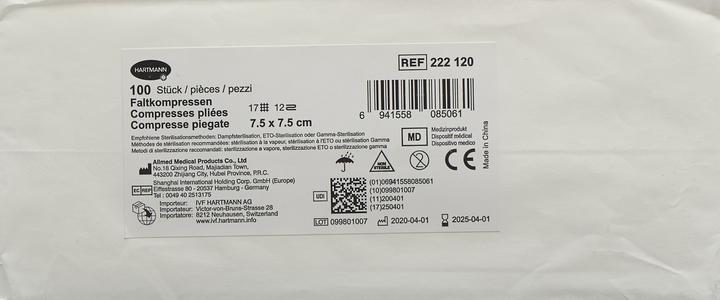 HARTMANN
REF 222 120
100 Stück / pièces / pezzi
Faltkompressen
Compresses pliées
Compresse piegate
17 12
7.5 x 7.5 cm
6 941558 085061
Empfohlene Sterilisationsmethoden: Dampfsterilisation, ETO-Sterilisation oder Gamma-Sterilisation
Méthodes de stérilisation recommandées: stérilisation à la vapeur, stérilisation à l'ETO ou stérilisation Gamma
Metodi di sterilizzazione raccomandati: sterilizzazione a vapore, sterilizzazione ETO o sterilizzazione gamma
MD
Medizinprodukt
Dispositif médical
Dispositivo medico
CE
Made in China
Allmed Medical Products Co., Ltd
No.18 Qixing Road, Majiadian Town,
443200 Zhijiang City, Hubei Province, P.R.C.
NON STERILE
EC REP
Shanghai International Holding Corp. GmbH (Europe)
Eiffestrasse 80 - 20537 Hamburg - Germany
Tel : 0049 40 2513175
UDI
(01)06941558085061
(10)099801007
(11)200401
(17)250401
Importeur: IVF HARTMANN AG
Importateur: Victor-von-Bruns-Strasse 28
Importatore: 8212 Neuhausen, Switzerland
www.ivf.hartmann.info
LOT 099801007
2020-04-01
2025-04-01